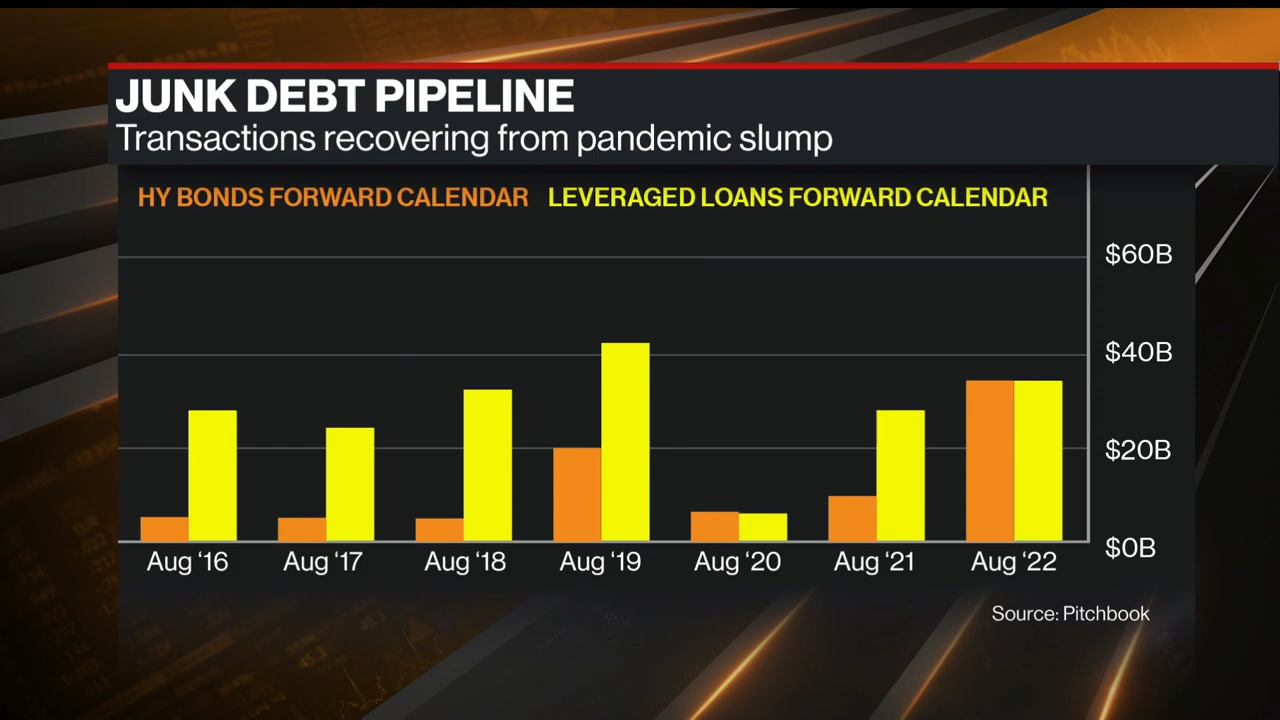 JUNK DEBT PIPELINE
Transactions recovering from pandemic slump
HY BONDS FORWARD CALENDAR LEVERAGED LOANS FORWARD CALENDAR
$60B
$40B
$20B
$0B
Aug ‘16 Aug ‘17 Aug ‘18 Aug ‘19 Aug ‘20 Aug ‘21 Aug ‘22
Source: Pitchbook